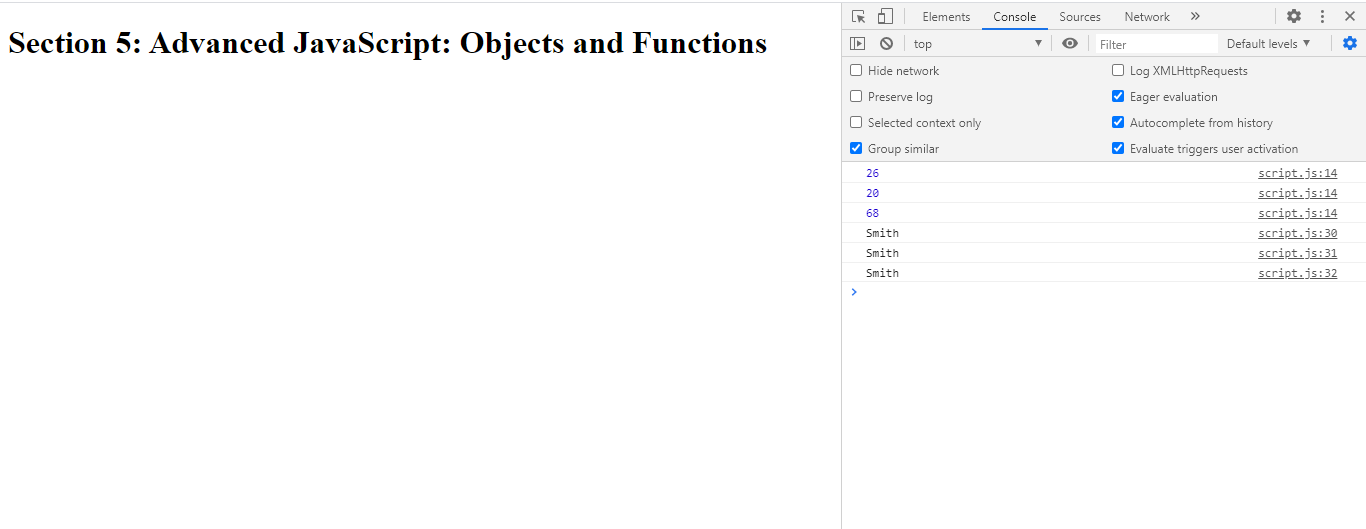 Section 5: Advanced JavaScript: Objects and Functions
Elements Console Sources Network »
top ▼ Filter Default levels ▼
Hide network Log XMLHttpRequests
Preserve log Eager evaluation
Selected context only Autocomplete from history
Group similar Evaluate triggers user activation
26 script.js:14
20 script.js:14
68 script.js:14
Smith script.js:30
Smith script.js:31
Smith script.js:32
>